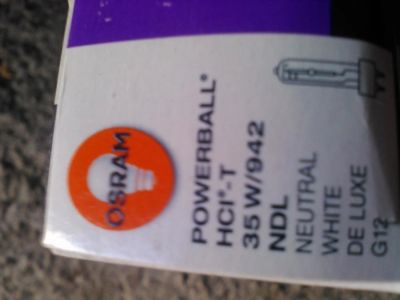 OSRAM
POWERBALL®
HCI®-T
35 W/942
NDL
NEUTRAL
WHITE
DE LUXE
G12